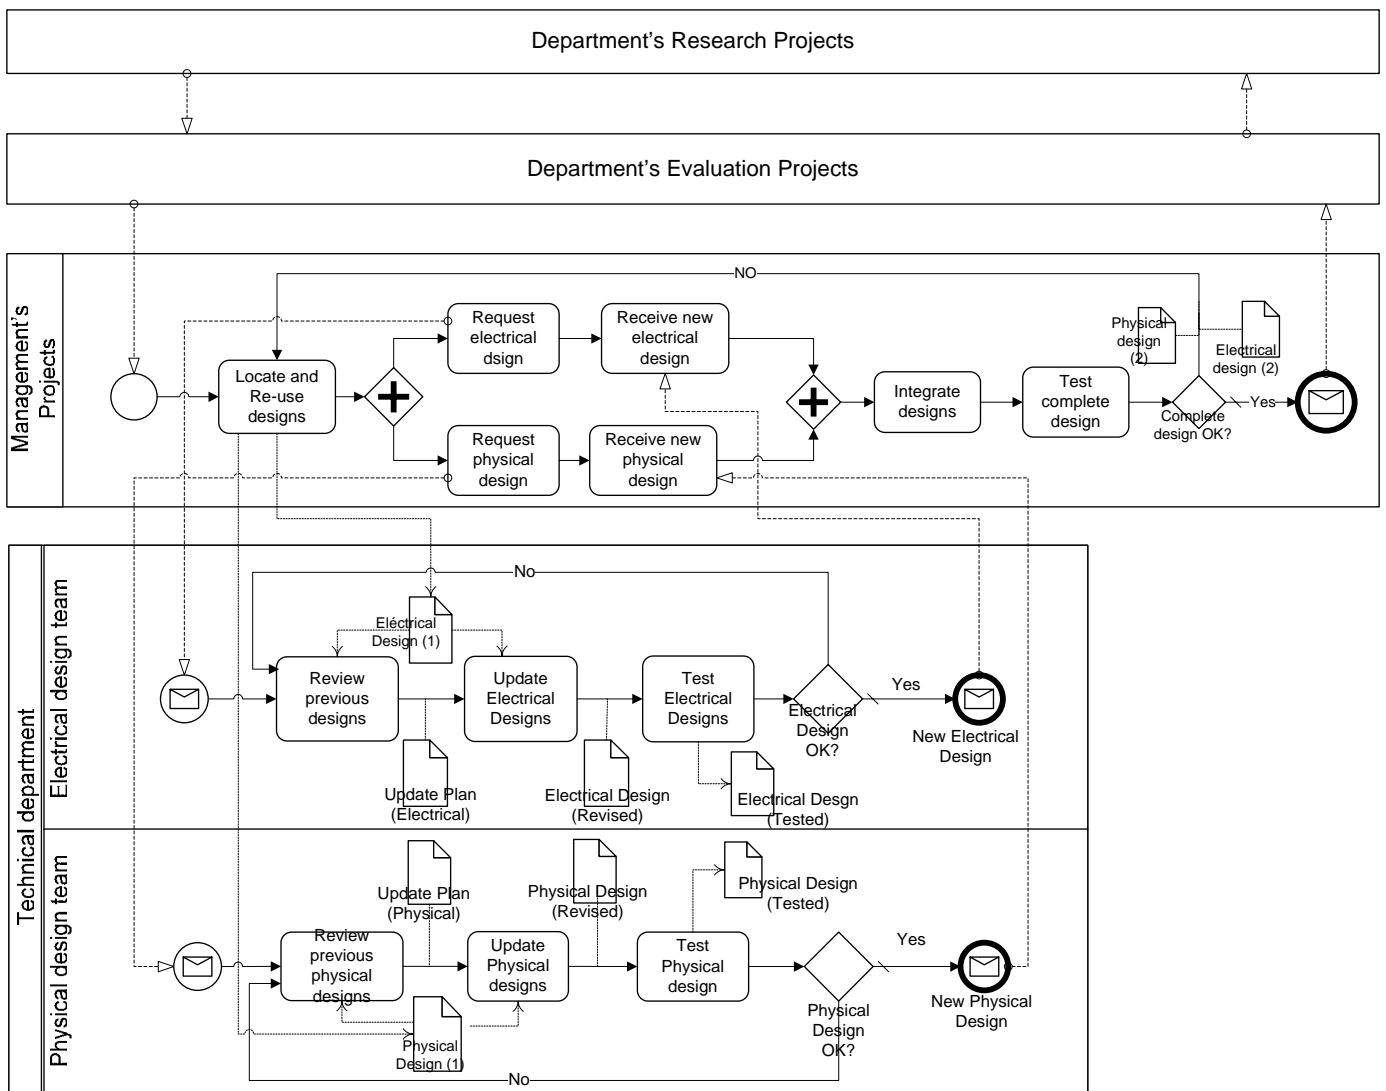 Department's Research Projects
Department's Evaluation Projects
Management's
Projects
NO
Request
electrical
dsign
Receive new
electrical
design
Physical
design
(2)
Electrical
design (2)
Locate and
Re-use
designs
Integrate
designs
Test
complete
design
Complete
design OK?
Yes
Request
physical
design
Receive new
physical
design
Technical department
Electrical design team
No
Eléctrical
Design (1)
Review
previous
designs
Update
Electrical
Designs
Test
Electrical
Designs
Electrical
Design
OK?
Yes
New Electrical
Design
Update Plan
(Electrical)
Electrical Design
(Revised)
Electrical Desgn
(Tested)
Physical design team
Update Plan
(Physical)
Physical Design
(Revised)
Physical Design
(Tested)
Review
previous
physical
designs
Update
Physical
designs
Test
Physical
design
Physical
Design
OK?
Yes
New Physical
Design
Physical
Design (1)
No